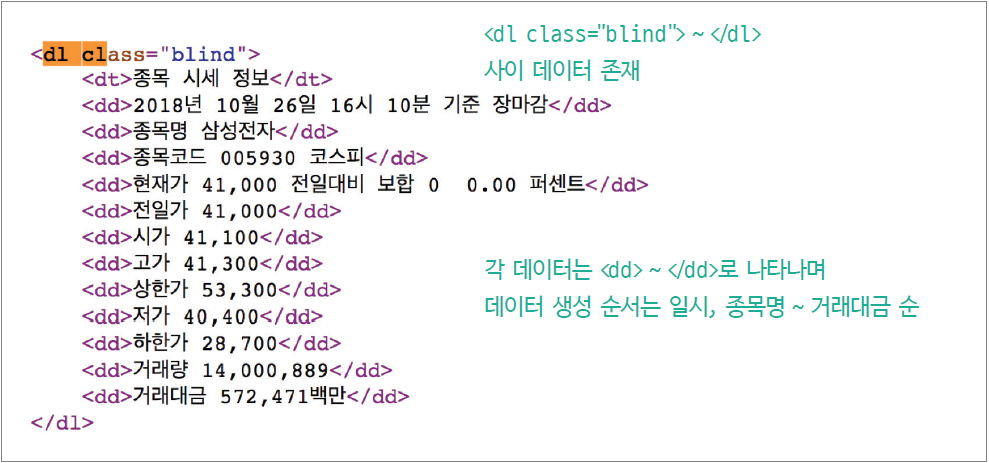 <dl class="blind">
<dt>종목 시세 정보</dt>
<dd>2018년 10월 26일 16시 10분 기준 장마감</dd>
<dd>종목명 삼성전자</dd>
<dd>종목코드 005930 코스피</dd>
<dd>현재가 41,000 전일대비 보합 0  0.00 퍼센트</dd>
<dd>전일가 41,000</dd>
<dd>시가 41,100</dd>
<dd>고가 41,300</dd>
<dd>상한가 53,300</dd>
<dd>저가 40,400</dd>
<dd>하한가 28,700</dd>
<dd>거래량 14,000,889</dd>
<dd>거래대금 572,471백만</dd>
</dl>
<dl class="blind"> ~ </dl>
사이 데이터 존재
각 데이터는 <dd> ~ </dd>로 나타나며
데이터 생성 순서는 일시, 종목명 ~ 거래대금 순